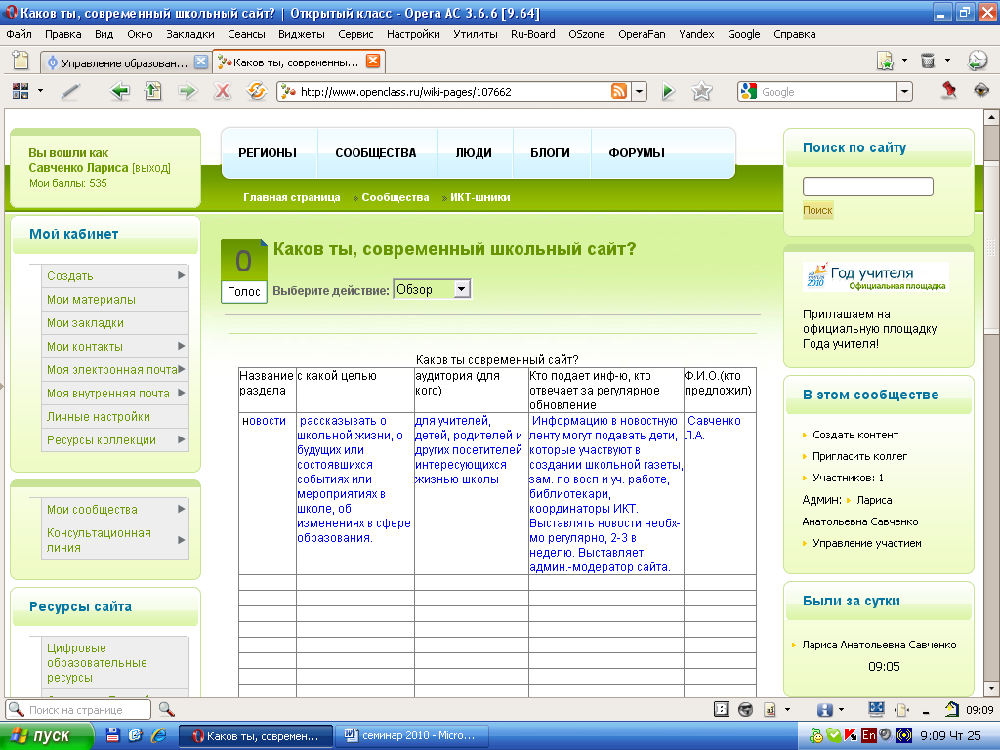 Каков ты, современный школьный сайт? | Открытый класс - Opera AC 3.6.6 [9.64]
Файл Правка Вид Окно Закладки Сеансы Виджеты Сервис Настройки Утилиты Ru-Board OSzone OperaFan Yandex Google Справка
Управление образован... Каков ты, современны...
http://www.openclass.ru/wiki-pages/107662 Google
Вы вошли как
Савченко Лариса [выход]
Мои баллы: 535
РЕГИОНЫ СООБЩЕСТВА ЛЮДИ БЛОГИ ФОРУМЫ
Главная страница » Сообщества » ИКТ-шники
Мой кабинет
Создать
Мои материалы
Мои закладки
Мои контакты
Моя электронная почта
Моя внутренняя почта
Личные настройки
Ресурсы коллекции
Мои сообщества
Консультационная
линия
Ресурсы сайта
Цифровые
образовательные
ресурсы
0
Голос
Каков ты, современный школьный сайт?
Выберите действие: Обзор
Каков ты современный сайт?
Название
раздела
с какой целью
аудитория (для
кого)
Кто подает инф-ю, кто
отвечает за регулярное
обновление
Ф.И.О.(кто
предложил)
новости
рассказывать о
школьной жизни, о
будущих или
состоявшихся
событиях или
мероприятиях в
школе, об
изменениях в сфере
образования.
для учителей,
детей, родителей и
других посетителей
интересующихся
жизнью школы
Информацию в новостную
ленту могут подавать дети,
которые участвуют в
создании школьной газеты,
зам. по восп и уч. работе,
библиотекари,
координаторы ИКТ.
Выставлять новости необх-
мо регулярно, 2-3 в
неделю. Выставляет
админ.-модератор сайта.
Савченко
Л.А.
Поиск по сайту
Поиск
Год учителя
Официальная площадка
2010
Приглашаем на
официальную площадку
Года учителя!
В этом сообществе
Создать контент
Пригласить коллег
Участников: 1
Админ: Лариса
Анатольевна Савченко
Управление участием
Были за сутки
Лариса Анатольевна Савченко
09:05
Поиск на странице
09:09
пуск Каков ты, современ... семинар 2010 - Micro... En 9:09 Чт 25